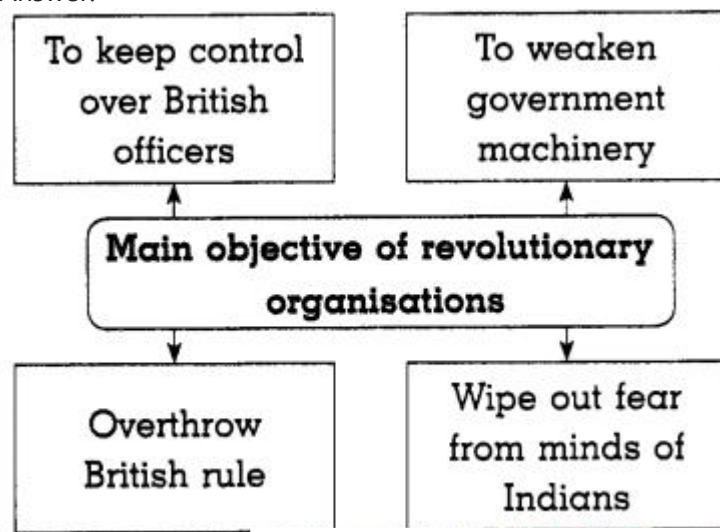 Answer:
To keep control
over British
officers
To weaken
government
machinery
Main objective of revolutionary
organisations
Overthrow
British rule
Wipe out fear
from minds of
Indians